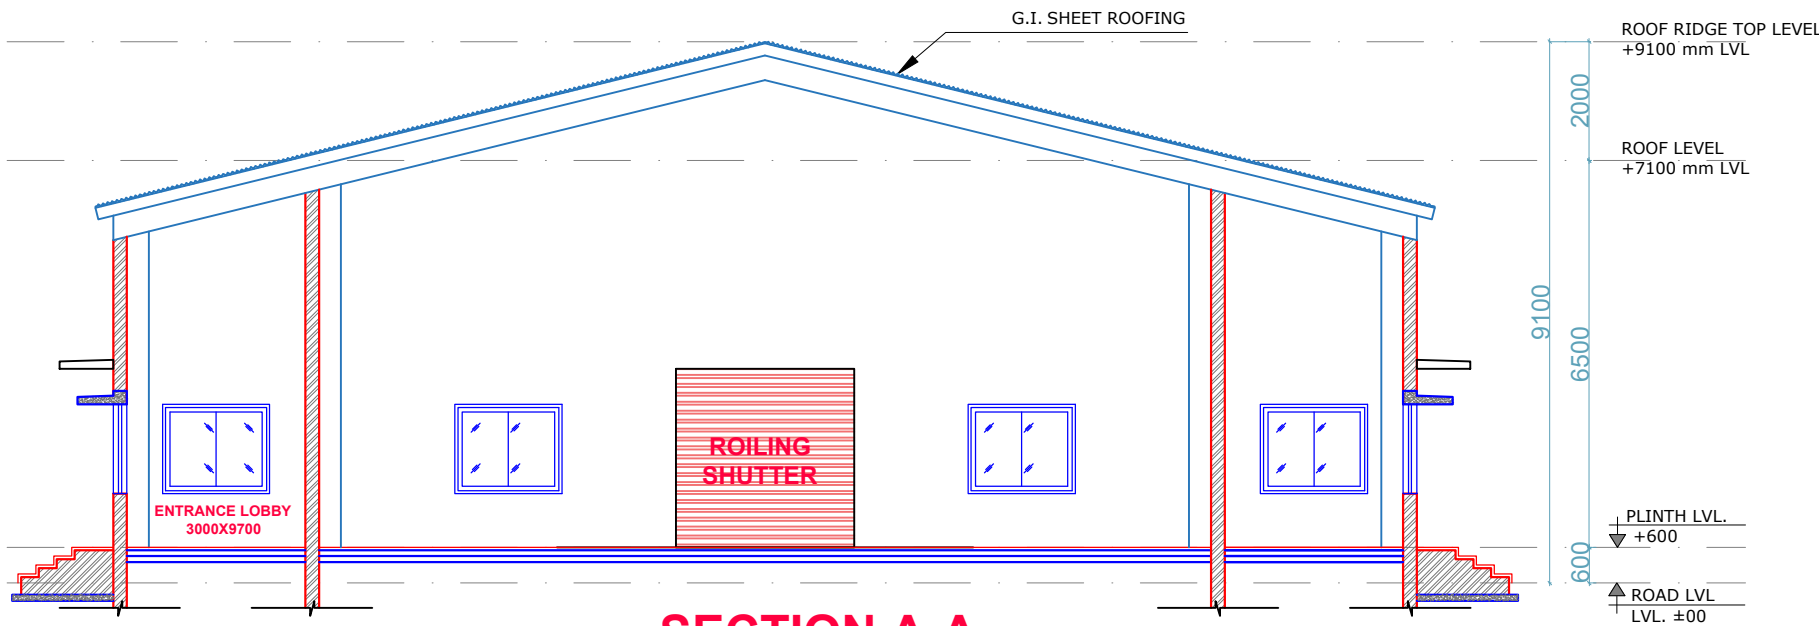 G.I. SHEET ROOFING
ROOF RIDGE TOP LEVEL
+9100 mm LVL
2000
ROOF LEVEL
+7100 mm LVL
9100
6500
ROILING
SHUTTER
ENTRANCE LOBBY
3000X9700
PLINTH LVL.
+600
600
ROAD LVL
LVL. ±00
SECTION A-A